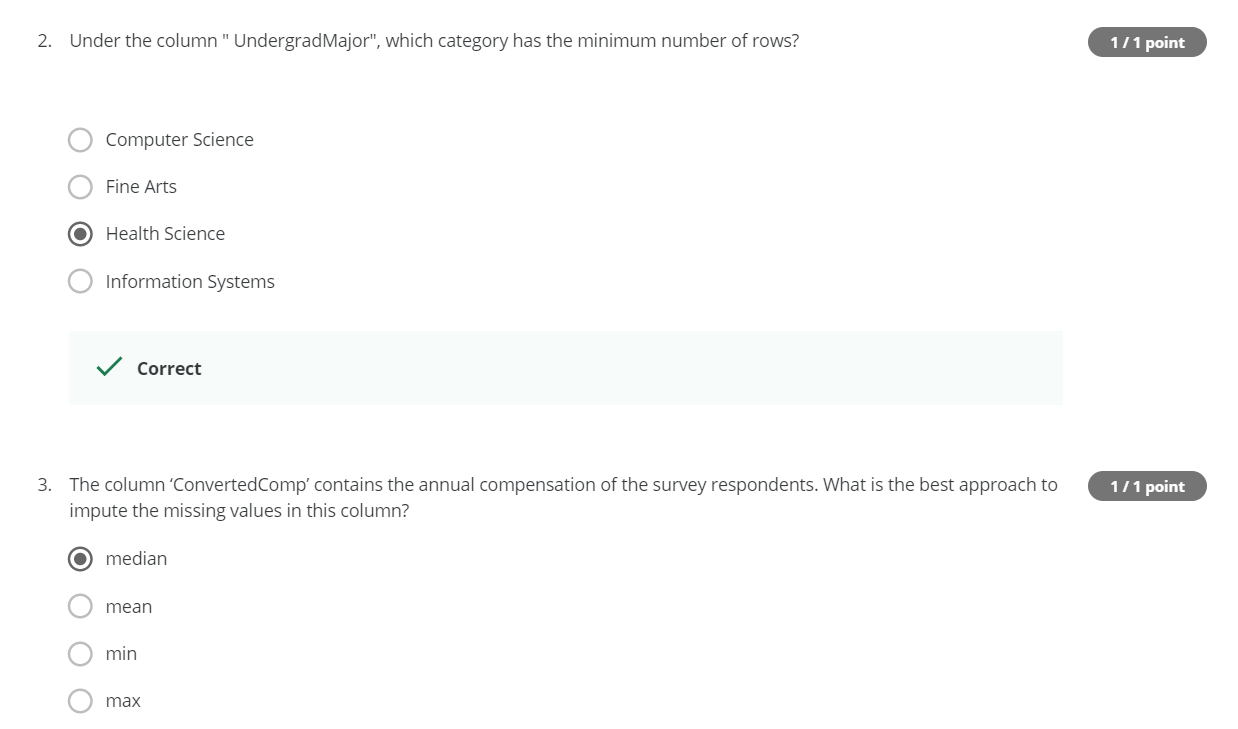 2. Under the column " UndergradMajor", which category has the minimum number of rows?
1 / 1 point
Computer Science
Fine Arts
Health Science
Information Systems
Correct
3. The column ‘ConvertedComp’ contains the annual compensation of the survey respondents. What is the best approach to
impute the missing values in this column?
1 / 1 point
median
mean
min
max